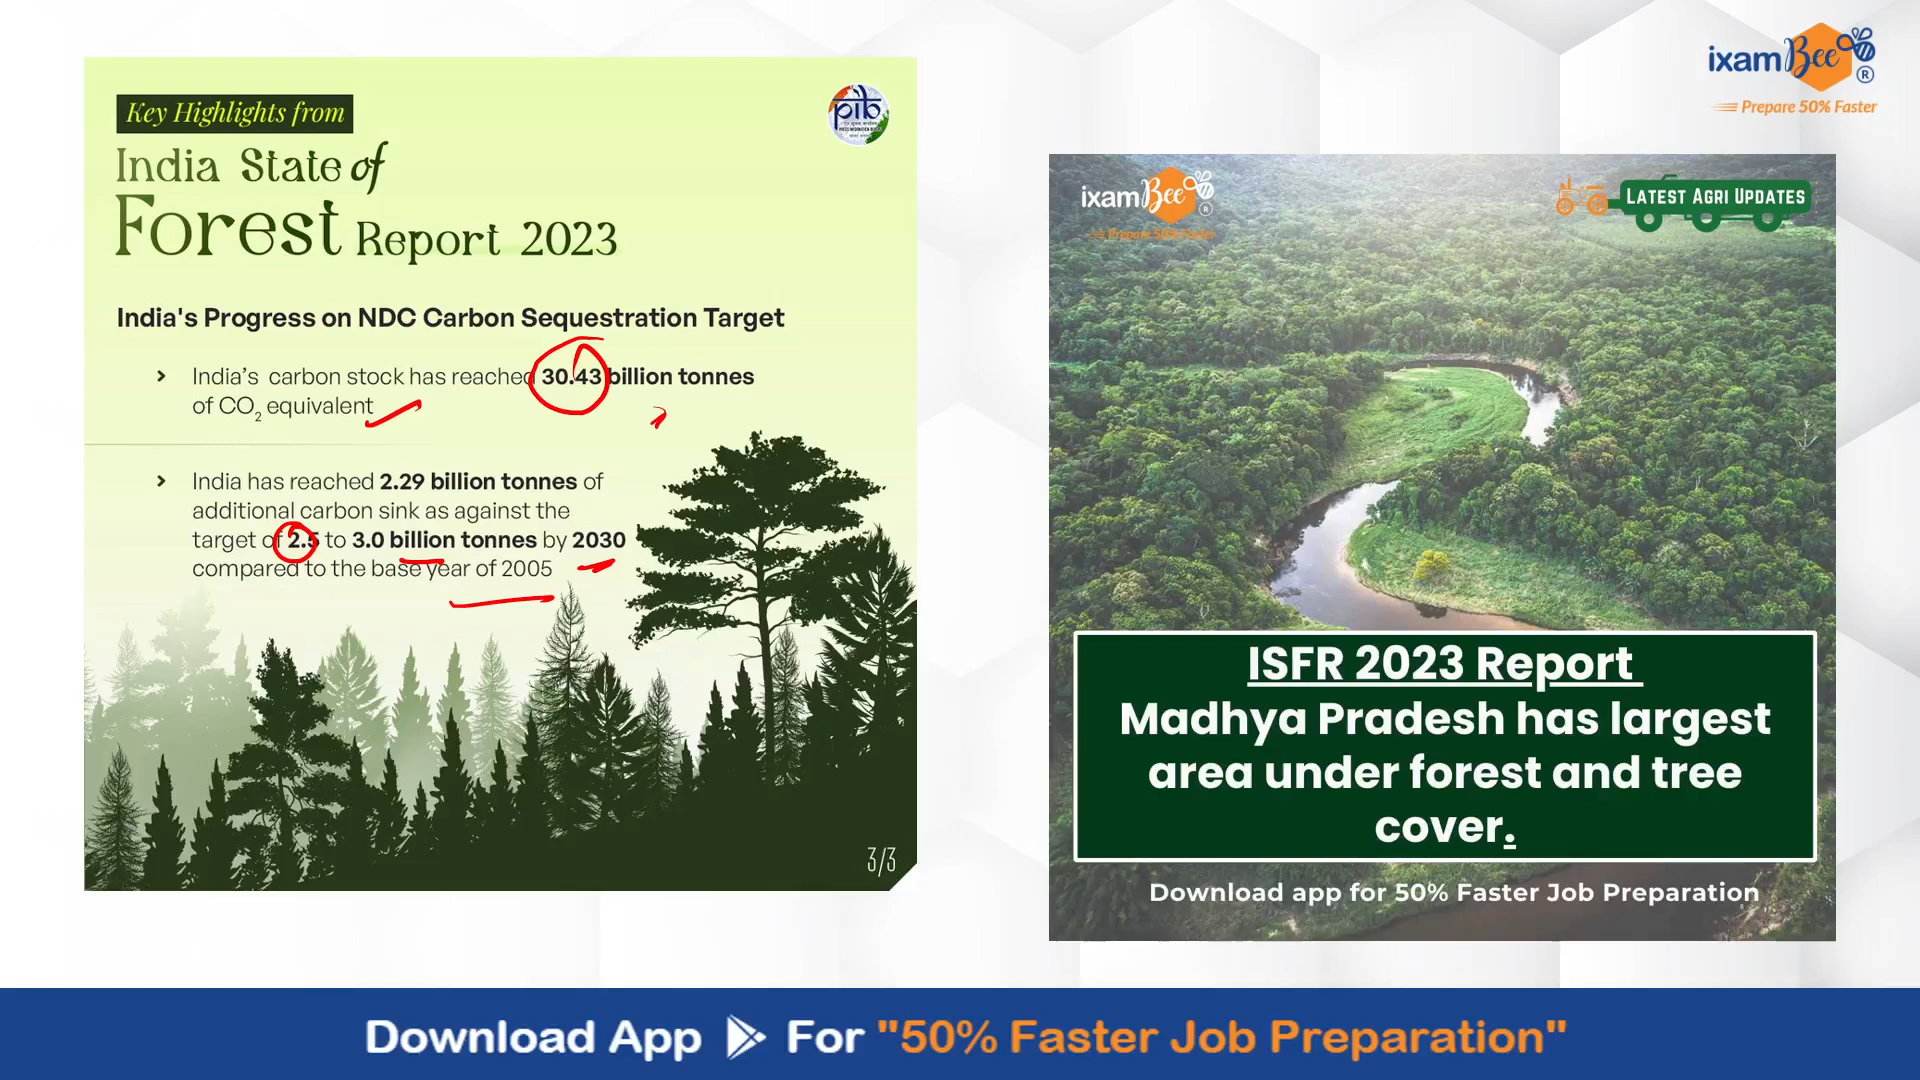 Key Highlights from
India State of
Forest Report 2023
India's Progress on NDC Carbon Sequestration Target
India's carbon stock has reached 30.43 billion tonnes
of CO2 equivalent
India has reached 2.29 billion tonnes of
additional carbon sink as against the
target of 2.5 to 3.0 billion tonnes by 2030
compared to the base year of 2005
3/3
ixamBee ®
Prepare 50% Faster
ixamBee ®
Prepare 50% Faster
LATEST AGRI UPDATES
ISFR 2023 Report
Madhya Pradesh has largest
area under forest and tree
cover.
Download app for 50% Faster Job Preparation
Download App For "50% Faster Job Preparation"